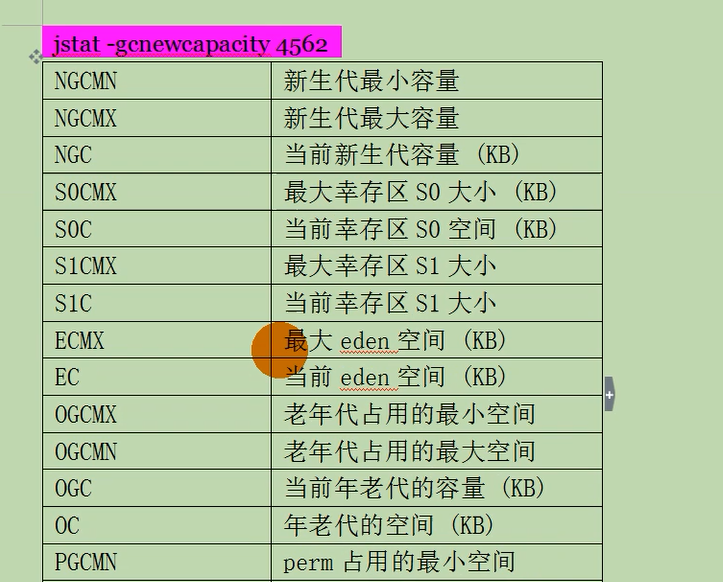 jstat -gcnewcapacity 4562
NGCMN 新生代最小容量
NGCMX 新生代最大容量
NGC 当前新生代容量 (KB)
S0CMX 最大幸存区 S0 大小 (KB)
S0C 当前幸存区 S0 空间 (KB)
S1CMX 最大幸存区 S1 大小
S1C 当前幸存区 S1 大小
ECMX 最大 eden 空间 (KB)
EC 当前 eden 空间 (KB)
OGCMX 老年代占用的最小空间
OGCMN 老年代占用的最大空间
OGC 当前年老代的容量 (KB)
OC 年老代的空间 (KB)
PGCMN perm 占用的最小空间